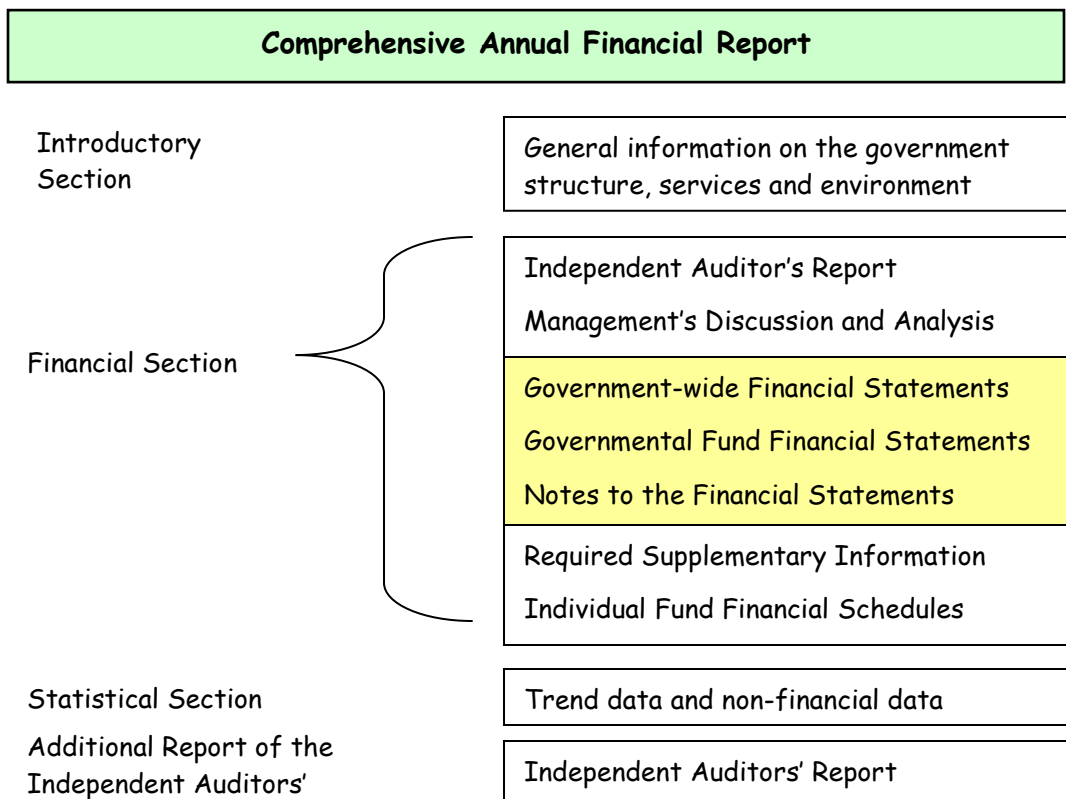 Comprehensive Annual Financial Report
Introductory
Section
General information on the government
structure, services and environment
Financial Section
Independent Auditor's Report
Management's Discussion and Analysis
Government-wide Financial Statements
Governmental Fund Financial Statements
Notes to the Financial Statements
Required Supplementary Information
Individual Fund Financial Schedules
Statistical Section
Trend data and non-financial data
Additional Report of the
Independent Auditors'
Independent Auditors' Report